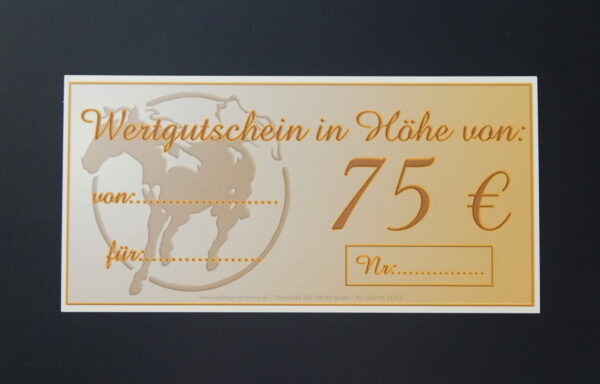 Wertgutschein in Höhe von:
75 €
von:.....................
für:.................
Nr:...............